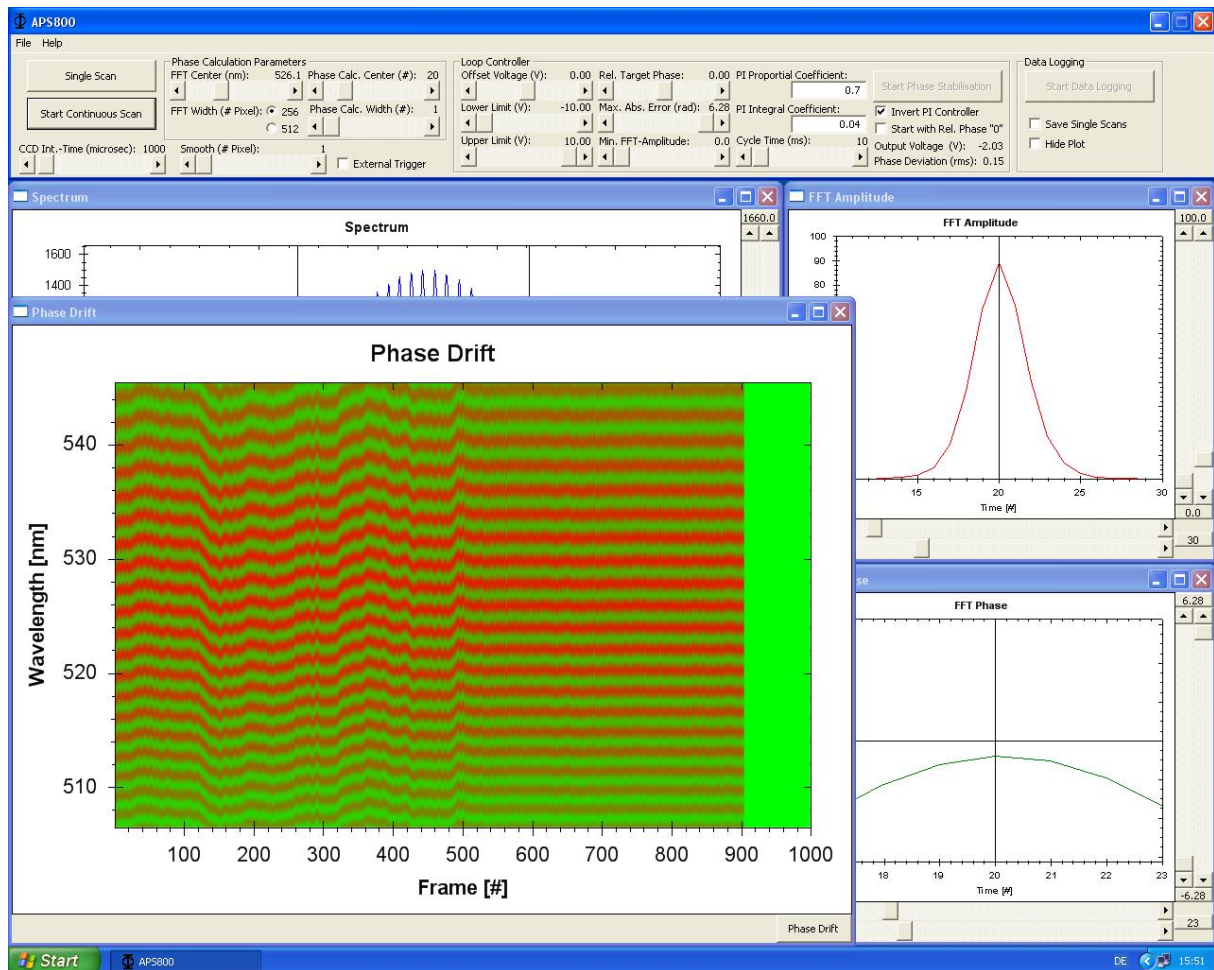 APS800
File Help
Single Scan
Start Continuous Scan
CCD Int.-Time (microsec): 1000
Smooth (# Pixel): 1
External Trigger
Phase Calculation Parameters
FFT Center (nm): 526.1
Phase Calc. Center (#): 20
FFT Width (# Pixel): 256
512
Phase Calc. Width (#): 1
Loop Controller
Offset Voltage (V): 0.00
Rel. Target Phase: 0.00
PI Proportial Coefficient:
0.7
Lower Limit (V): -10.00
Max. Abs. Error (rad): 6.28
PI Integral Coefficient:
0.04
Upper Limit (V): 10.00
Min. FFT-Amplitude: 0.0
Cycle Time (ms): 10
Start Phase Stabilisation
Invert PI Controller
Start with Rel. Phase "0"
Output Voltage (V): -2.03
Phase Deviation (rms): 0.15
Data Logging
Start Data Logging
Save Single Scans
Hide Plot
Spectrum
1660.0
Spectrum
1600
1400
FFT Amplitude
100.0
FFT Amplitude
100
90
80
15 20 25 30
Time [#]
0.0
30
Phase Drift
Phase Drift
540
530
520
510
Wavelength [nm]
100 200 300 400 500 600 700 800 900 1000
Frame [#]
Phase Drift
se
6.28
FFT Phase
18 19 20 21 22 23
Time [#]
-6.28
23
Start
APS800
DE
15:51